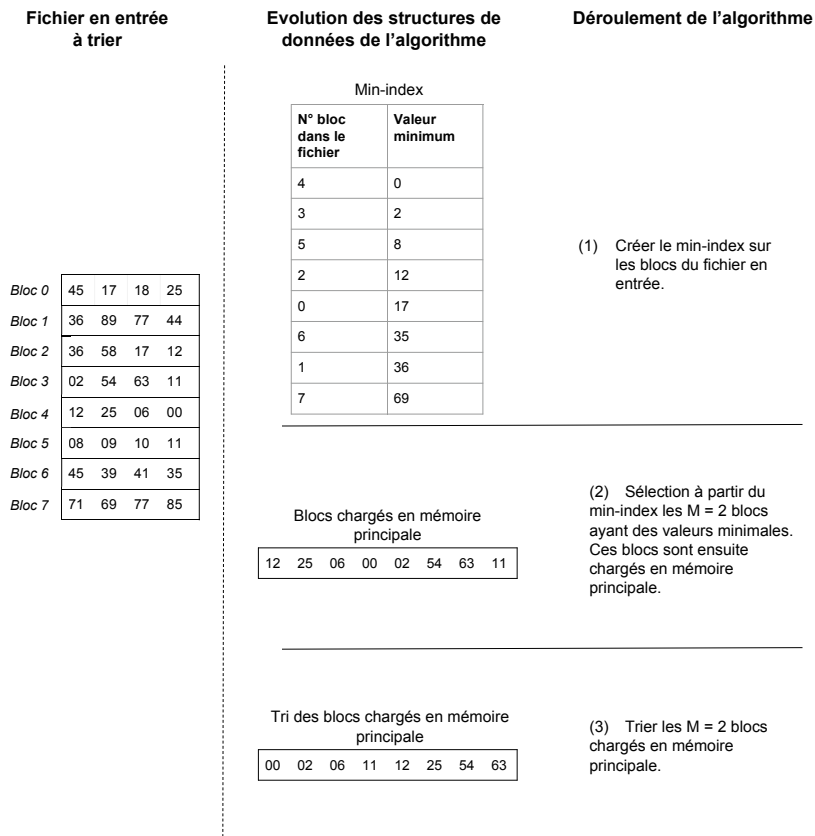 Fichier en entrée
à trier
Evolution des structures de
données de l'algorithme
Déroulement de l'algorithme
Bloc 0 45 17 18 25
Bloc 1 36 89 77 44
Bloc 2 36 58 17 12
Bloc 3 02 54 63 11
Bloc 4 12 25 06 00
Bloc 5 08 09 10 11
Bloc 6 45 39 41 35
Bloc 7 71 69 77 85
Min-index
N° bloc
dans le
fichier
Valeur
minimum
4 0
3 2
5 8
2 12
0 17
6 35
1 36
7 69
(1) Créer le min-index sur
les blocs du fichier en
entrée.
Blocs chargés en mémoire
principale
12 25 06 00 02 54 63 11
(2) Sélection à partir du
min-index les M = 2 blocs
ayant des valeurs minimales.
Ces blocs sont ensuite
chargés en mémoire
principale.
Tri des blocs chargés en mémoire
principale
00 02 06 11 12 25 54 63
(3) Trier les M = 2 blocs
chargés en mémoire
principale.